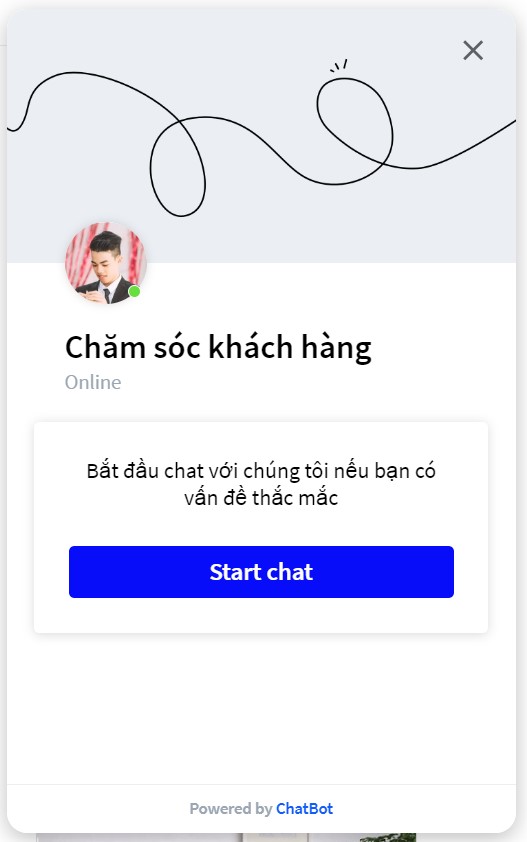 Chăm sóc khách hàng
Online
Bắt đầu chat với chúng tôi nếu bạn có
vấn đề thắc mắc
Start chat
Powered by ChatBot